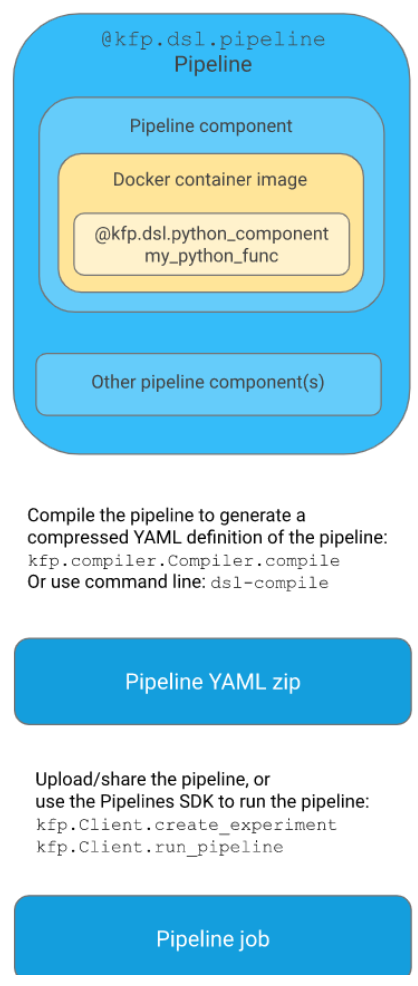 @kfp.dsl.pipeline
Pipeline
Pipeline component
Docker container image
@kfp.dsl.python_component
my_python_func
Other pipeline component(s)
Compile the pipeline to generate a
compressed YAML definition of the pipeline:
kfp.compiler.Compiler.compile
Or use command line: dsl-compile
Pipeline YAML zip
Upload/share the pipeline, or
use the Pipelines SDK to run the pipeline:
kfp.Client.create_experiment
kfp.Client.run_pipeline
Pipeline job